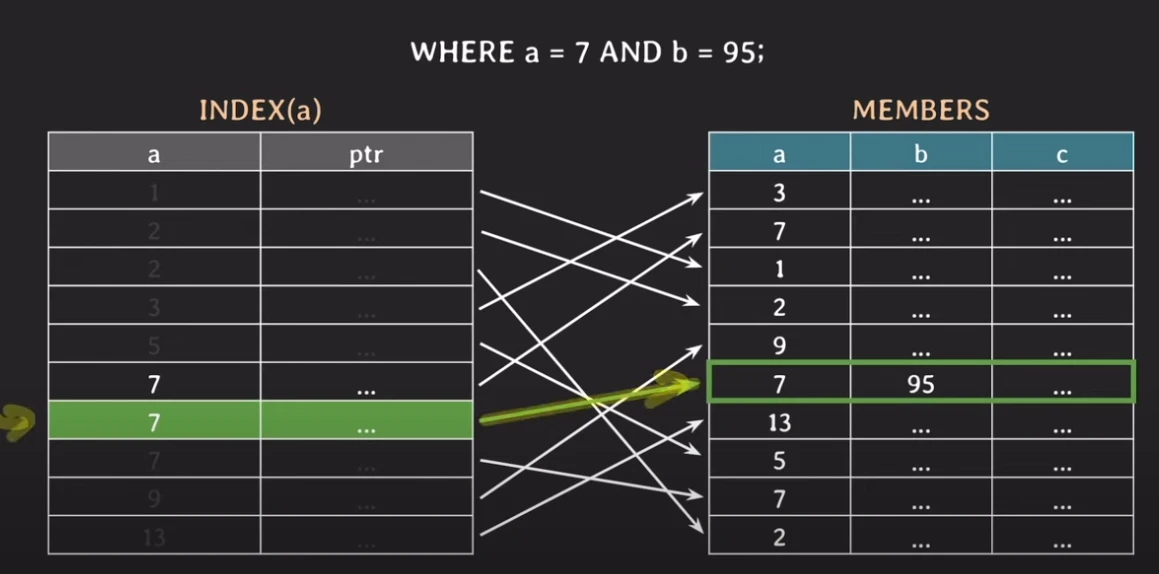 WHERE a = 7 AND b = 95;
INDEX(a)
a ptr
1 ...
2 ...
2 ...
3 ...
5 ...
7 ...
7 ...
7 ...
9 ...
13 ...
MEMBERS
a b c
3 ... ...
7 ... ...
1 ... ...
2 ... ...
9 ... ...
7 95 ...
13 ... ...
5 ... ...
7 ... ...
2 ... ...